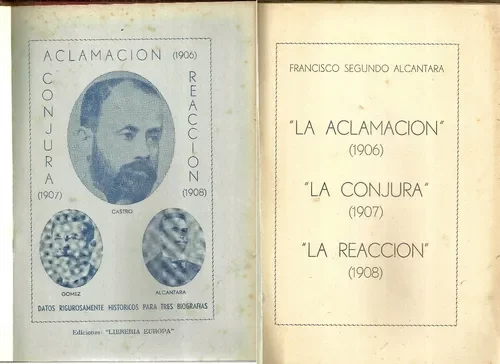 ACLAMACION (1906)
CONJURA
(1907)
REACCIÓN
(1908)
CASTRO
GOMEZ
ALCANTARA
DATOS RIGUROSAMENTE HISTORICOS PARA TRES BIOGRAFIAS
Ediciones: "LIBRERIA EUROPA"
FRANCISCO SEGUNDO ALCANTARA
"LA ACLAMACION"
(1906)
"LA CONJURA"
(1907)
"LA REACCION"
(1908)